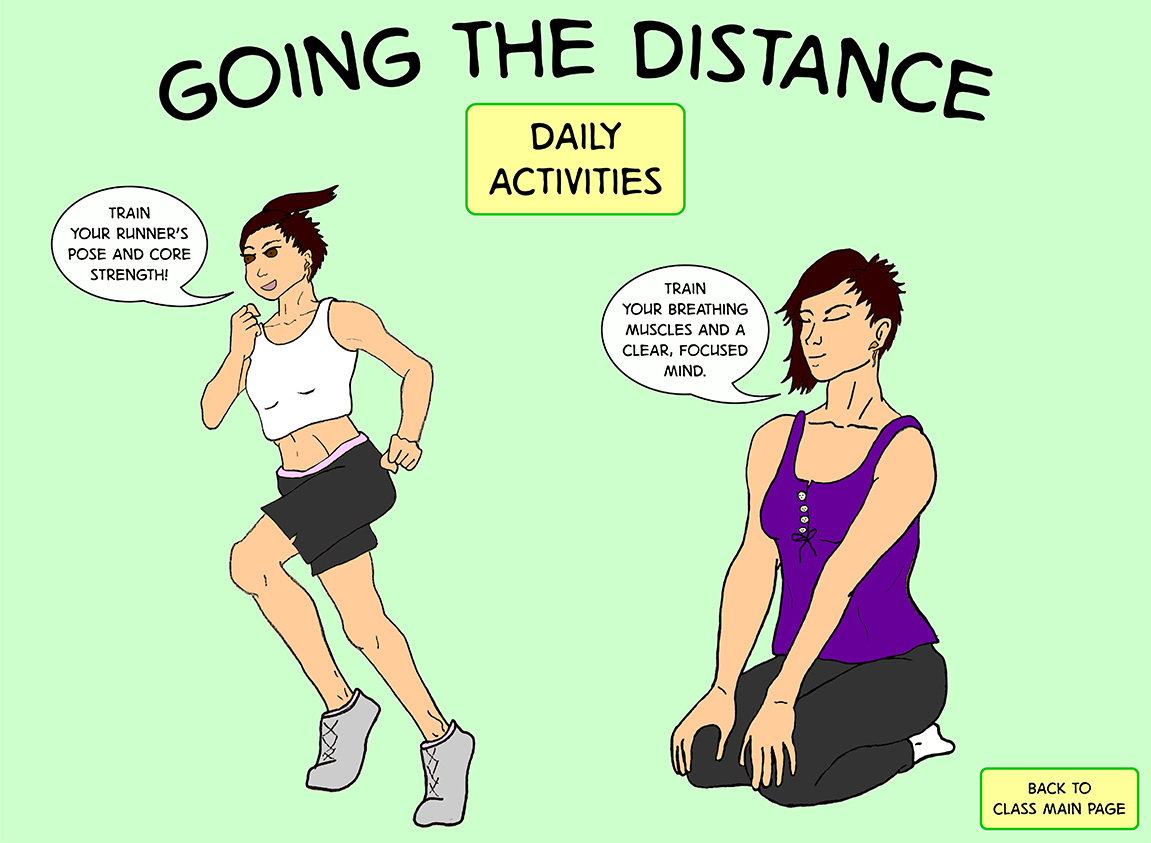 GOING THE DISTANCE
DAILY
ACTIVITIES
TRAIN
YOUR RUNNER'S
POSE AND CORE
STRENGTH!
TRAIN
YOUR BREATHING
MUSCLES AND A
CLEAR, FOCUSED
MIND.
BACK TO
CLASS MAIN PAGE